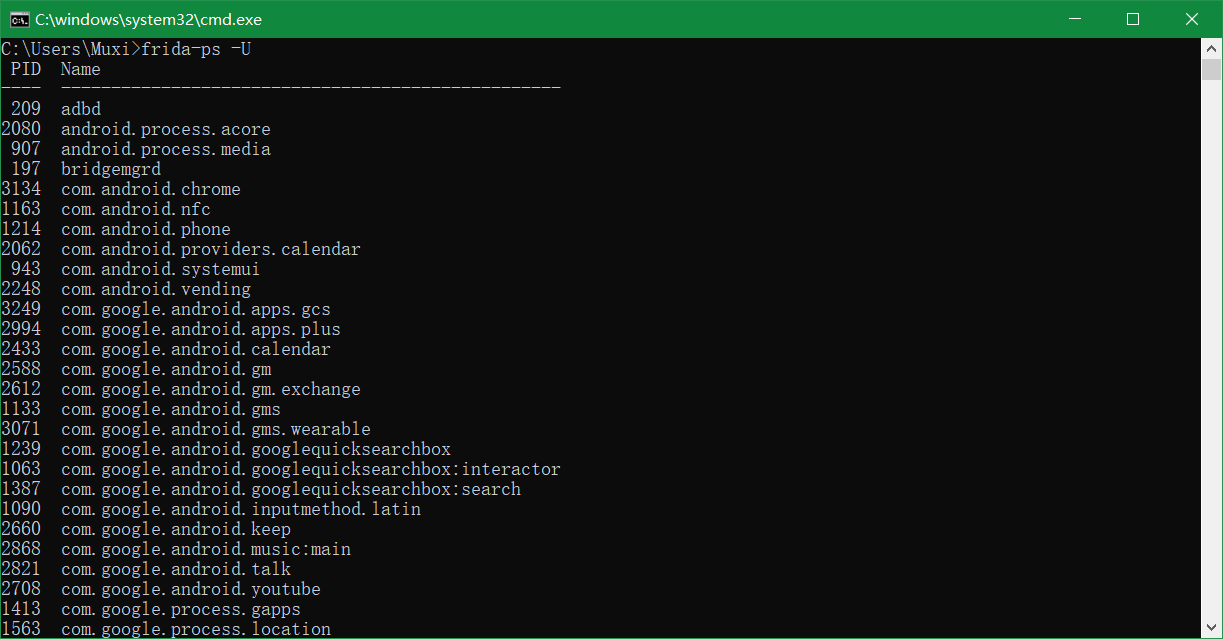 C:\windows\system32\cmd.exe
C:\Users\Muxi>frida-ps -U
 PID  Name
----  --------------------------------------------------
 209  adbd
2080  android.process.acore
 907  android.process.media
 197  bridgemgrd
3134  com.android.chrome
1163  com.android.nfc
1214  com.android.phone
2062  com.android.providers.calendar
 943  com.android.systemui
2248  com.android.vending
3249  com.google.android.apps.gcs
2994  com.google.android.apps.plus
2433  com.google.android.calendar
2588  com.google.android.gm
2612  com.google.android.gm.exchange
1133  com.google.android.gms
3071  com.google.android.gms.wearable
1239  com.google.android.googlequicksearchbox
1063  com.google.android.googlequicksearchbox:interactor
1387  com.google.android.googlequicksearchbox:search
1090  com.google.android.inputmethod.latin
2660  com.google.android.keep
2868  com.google.android.music:main
2821  com.google.android.talk
2708  com.google.android.youtube
1413  com.google.process.gapps
1563  com.google.process.location